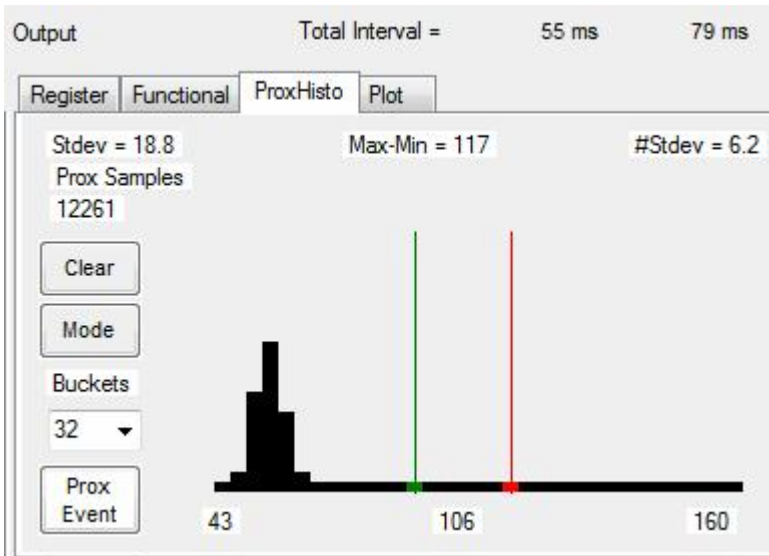 Output Total Interval = 55 ms 79 ms
Register Functional ProxHisto Plot
Stdev = 18.8 Max-Min = 117 #Stdev = 6.2
Prox Samples
12261
Clear
Mode
Buckets
32
Prox
Event
43 106 160